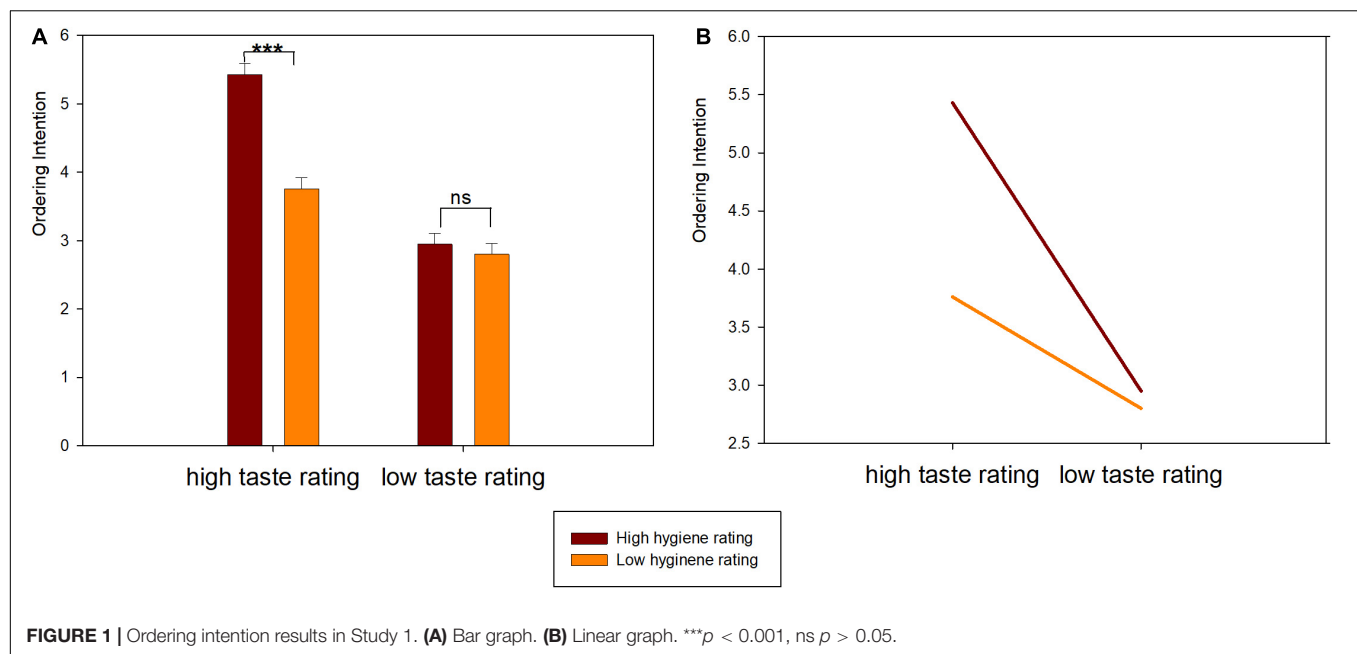 A
6
5
4
3
2
1
0
Ordering Intention
***
ns
high taste rating
low taste rating
B
6.0
5.5
5.0
4.5
4.0
3.5
3.0
2.5
Ordering Intention
high taste rating
low taste rating
High hygiene rating
Low hyginene rating
FIGURE 1 | Ordering intention results in Study 1. (A) Bar graph. (B) Linear graph. ***p < 0.001, ns p > 0.05.